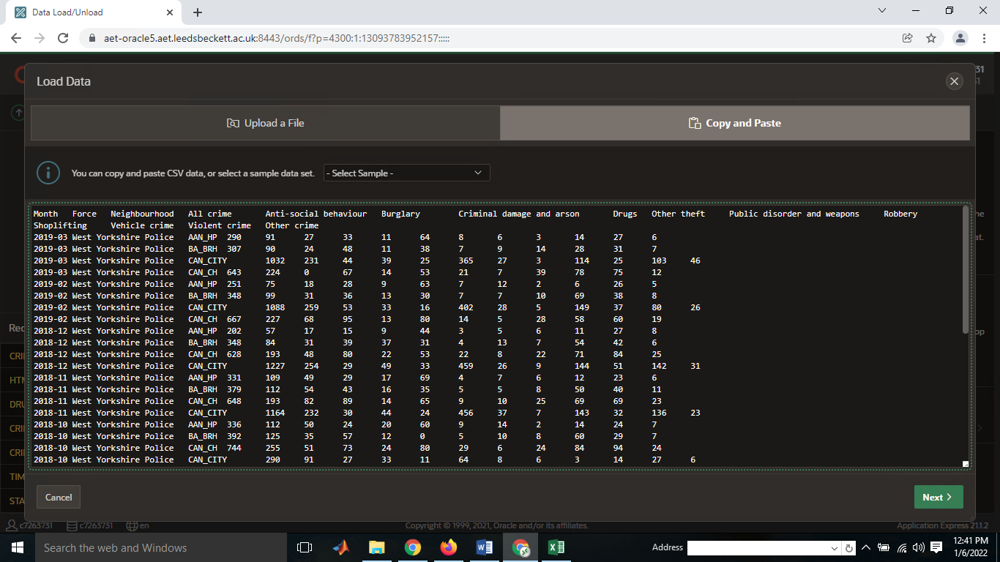 Data Load/Unload
aet-oracle5.aet.leedsbeckett.ac.uk:8443/ords/f?p=4300:1:13093783952157:::::
Load Data
Upload a File
Copy and Paste
You can copy and paste CSV data, or select a sample data set.
- Select Sample -
Month Force Neighbourhood All crime Anti-social behaviour Burglary Criminal damage and arson Drugs Other theft Public disorder and weapons Robbery
Shoplifting Vehicle crime Violent crime Other crime
2019-03 West Yorkshire Police AAN_HP 290 91 27 33 11 64 8 6 3 14 27 6
2019-03 West Yorkshire Police BA_BRH 307 90 24 48 11 38 7 9 14 28 31 7
2019-03 West Yorkshire Police CAN_CITY 1032 231 44 39 25 365 27 3 114 25 103 46
2019-03 West Yorkshire Police CAN_CH 643 224 0 67 14 53 21 7 39 78 75 12
2019-02 West Yorkshire Police AAN_HP 251 75 18 28 9 63 7 12 2 6 26 5
2019-02 West Yorkshire Police BA_BRH 348 99 31 36 13 30 7 7 10 69 38 8
2019-02 West Yorkshire Police CAN_CITY 1088 259 53 33 16 402 28 5 149 37 80 26
2019-02 West Yorkshire Police CAN_CH 667 227 68 95 13 80 14 5 28 58 60 19
2018-12 West Yorkshire Police AAN_HP 202 57 17 15 9 44 3 5 6 11 27 8
2018-12 West Yorkshire Police BA_BRH 348 84 31 39 37 31 4 13 7 54 42 6
2018-12 West Yorkshire Police CAN_CH 628 193 48 80 22 53 22 8 22 71 84 25
2018-12 West Yorkshire Police CAN_CITY 1227 254 29 49 33 459 26 9 144 51 142 31
2018-11 West Yorkshire Police AAN_HP 331 109 49 29 17 69 4 7 6 12 23 6
2018-11 West Yorkshire Police BA_BRH 379 112 54 43 16 35 5 5 8 50 40 11
2018-11 West Yorkshire Police CAN_CH 648 193 82 89 14 65 9 10 25 69 69 23
2018-11 West Yorkshire Police CAN_CITY 1164 232 30 44 24 456 37 7 143 32 136 23
2018-10 West Yorkshire Police AAN_HP 336 112 50 24 20 60 9 14 2 14 24 7
2018-10 West Yorkshire Police BA_BRH 392 125 35 57 12 0 5 10 8 60 29 7
2018-10 West Yorkshire Police CAN_CH 744 255 51 73 24 80 29 6 24 84 94 24
2018-10 West Yorkshire Police CAN_CITY 290 91 27 33 11 64 8 6 3 14 27 6
Cancel
Next
c7263731 c7263731 en
Copyright © 1999, 2021, Oracle and/or its affiliates.
Application Express 21.1.2
Search the web and Windows
Address
12:41 PM
1/6/2022